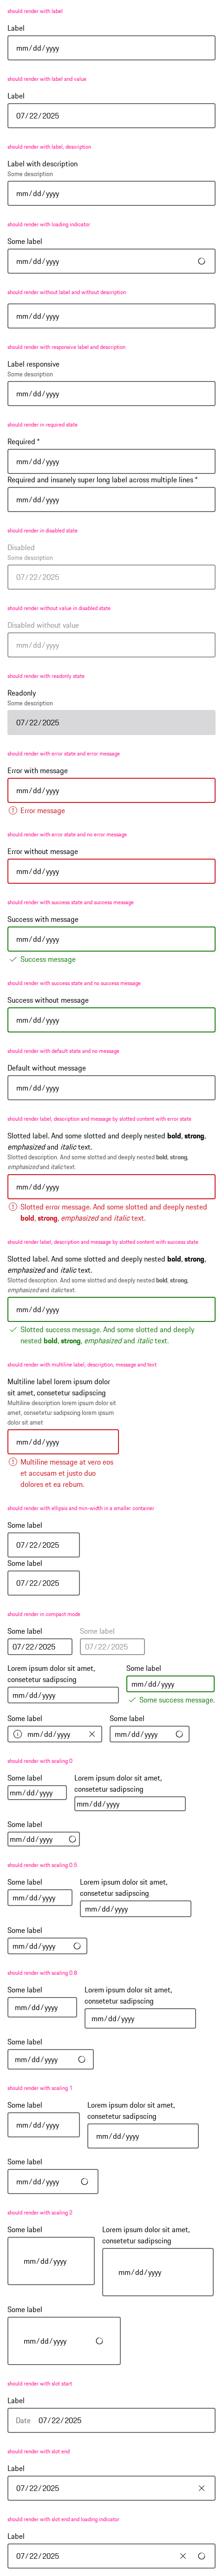 should render with label
Label
mm/dd/yyyy
should render with label and value
Label
07/22/2025
should render with label, description
Label with description
Some description
mm/dd/yyyy
should render with loading indicator
Some label
mm/dd/yyyy
should render without label and without description
mm/dd/yyyy
should render with responsive label and description
Label responsive
Some description
mm/dd/yyyy
should render in required state
Required *
mm/dd/yyyy
Required and insanely super long label across multiple lines *
mm/dd/yyyy
should render in disabled state
Disabled
Some description
07/22/2025
should render without value in disabled state
Disabled without value
mm/dd/yyyy
should render with readonly state
Readonly
Some description
07/22/2025
should render with error state and error message
Error with message
mm/dd/yyyy
Error message
should render with error state and no error message
Error without message
mm/dd/yyyy
should render with success state and success message
Success with message
mm/dd/yyyy
Success message
should render with success state and no success message
Success without message
mm/dd/yyyy
should render with default state and no message
Default without message
mm/dd/yyyy
should render label, description and message by slotted content with error state
Slotted label. And some slotted and deeply nested bold, strong,
emphasized and italic text.
Slotted description. And some slotted and deeply nested bold, strong,
emphasized and italic text.
mm/dd/yyyy
Slotted error message. And some slotted and deeply nested
bold, strong, emphasized and italic text.
should render label, description and message by slotted content with success state
Slotted label. And some slotted and deeply nested bold, strong,
emphasized and italic text.
Slotted description. And some slotted and deeply nested bold, strong,
emphasized and italic text.
mm/dd/yyyy
Slotted success message. And some slotted and deeply
nested bold, strong, emphasized and italic text.
should render with multiline label, description, message and text
Multiline label lorem ipsum dolor
sit amet, consetetur sadipscing
Multiline description lorem ipsum dolor sit
amet, consetetur sadipscing lorem ipsum
dolor sit amet
mm/dd/yyyy
Multiline message at vero eos
et accusam et justo duo
dolores et ea rebum.
should render with ellipsis and min-width in a smaller container
Some label
07/22/2025
Some label
07/22/2025
should render in compact mode
Some label Some label
07/22/2025 07/22/2025
Lorem ipsum dolor sit amet, Some label
consetetur sadipscing mm/dd/yyyy
mm/dd/yyyy Some success message.
Some label Some label
mm/dd/yyyy mm/dd/yyyy
should render with scaling 0
Some label Lorem ipsum dolor sit amet,
mm/dd/yyyy consetetur sadipscing
mm/dd/yyyy
Some label
mm/dd/yyyy
should render with scaling 0.5
Some label Lorem ipsum dolor sit amet,
mm/dd/yyyy consetetur sadipscing
mm/dd/yyyy
Some label
mm/dd/yyyy
should render with scaling 0.8
Some label Lorem ipsum dolor sit amet,
mm/dd/yyyy consetetur sadipscing
mm/dd/yyyy
Some label
mm/dd/yyyy
should render with scaling 1
Some label Lorem ipsum dolor sit amet,
mm/dd/yyyy consetetur sadipscing
mm/dd/yyyy
Some label
mm/dd/yyyy
should render with scaling 2
Some label Lorem ipsum dolor sit amet,
consetetur sadipscing
mm/dd/yyyy
mm/dd/yyyy
Some label
mm/dd/yyyy
should render with slot start
Label
Date 07/22/2025
should render with slot end
Label
07/22/2025
should render with slot end and loading indicator
Label
07/22/2025